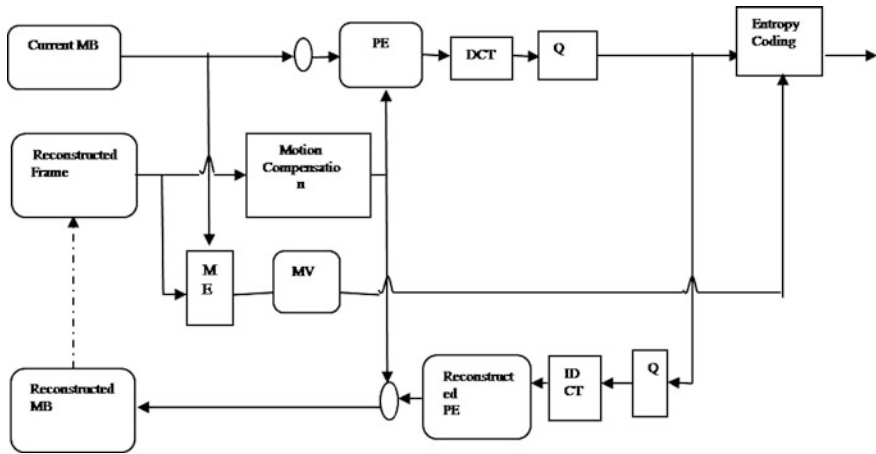 Current MB
PE
DCT
Q
Entropy
Coding
Reconstructed
Frame
Motion
Compensatio
n
M
E
MV
Reconstructed
MB
Reconstruct
ed
PE
ID
CT
Q